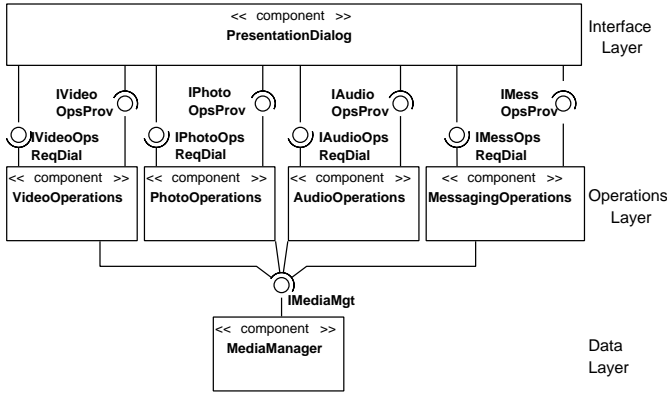 << component >>
PresentationDialog
Interface
Layer
IVideo
OpsProv
IPhoto
OpsProv
IAudio
OpsProv
IMess
OpsProv
IVideoOps
ReqDial
IPhotoOps
ReqDial
IAudioOps
ReqDial
IMessOps
ReqDial
<< component >>
VideoOperations
<< component >>
PhotoOperations
<< component >>
AudioOperations
<< component >>
MessagingOperations
Operations
Layer
IMediaMgt
<< component >>
MediaManager
Data
Layer